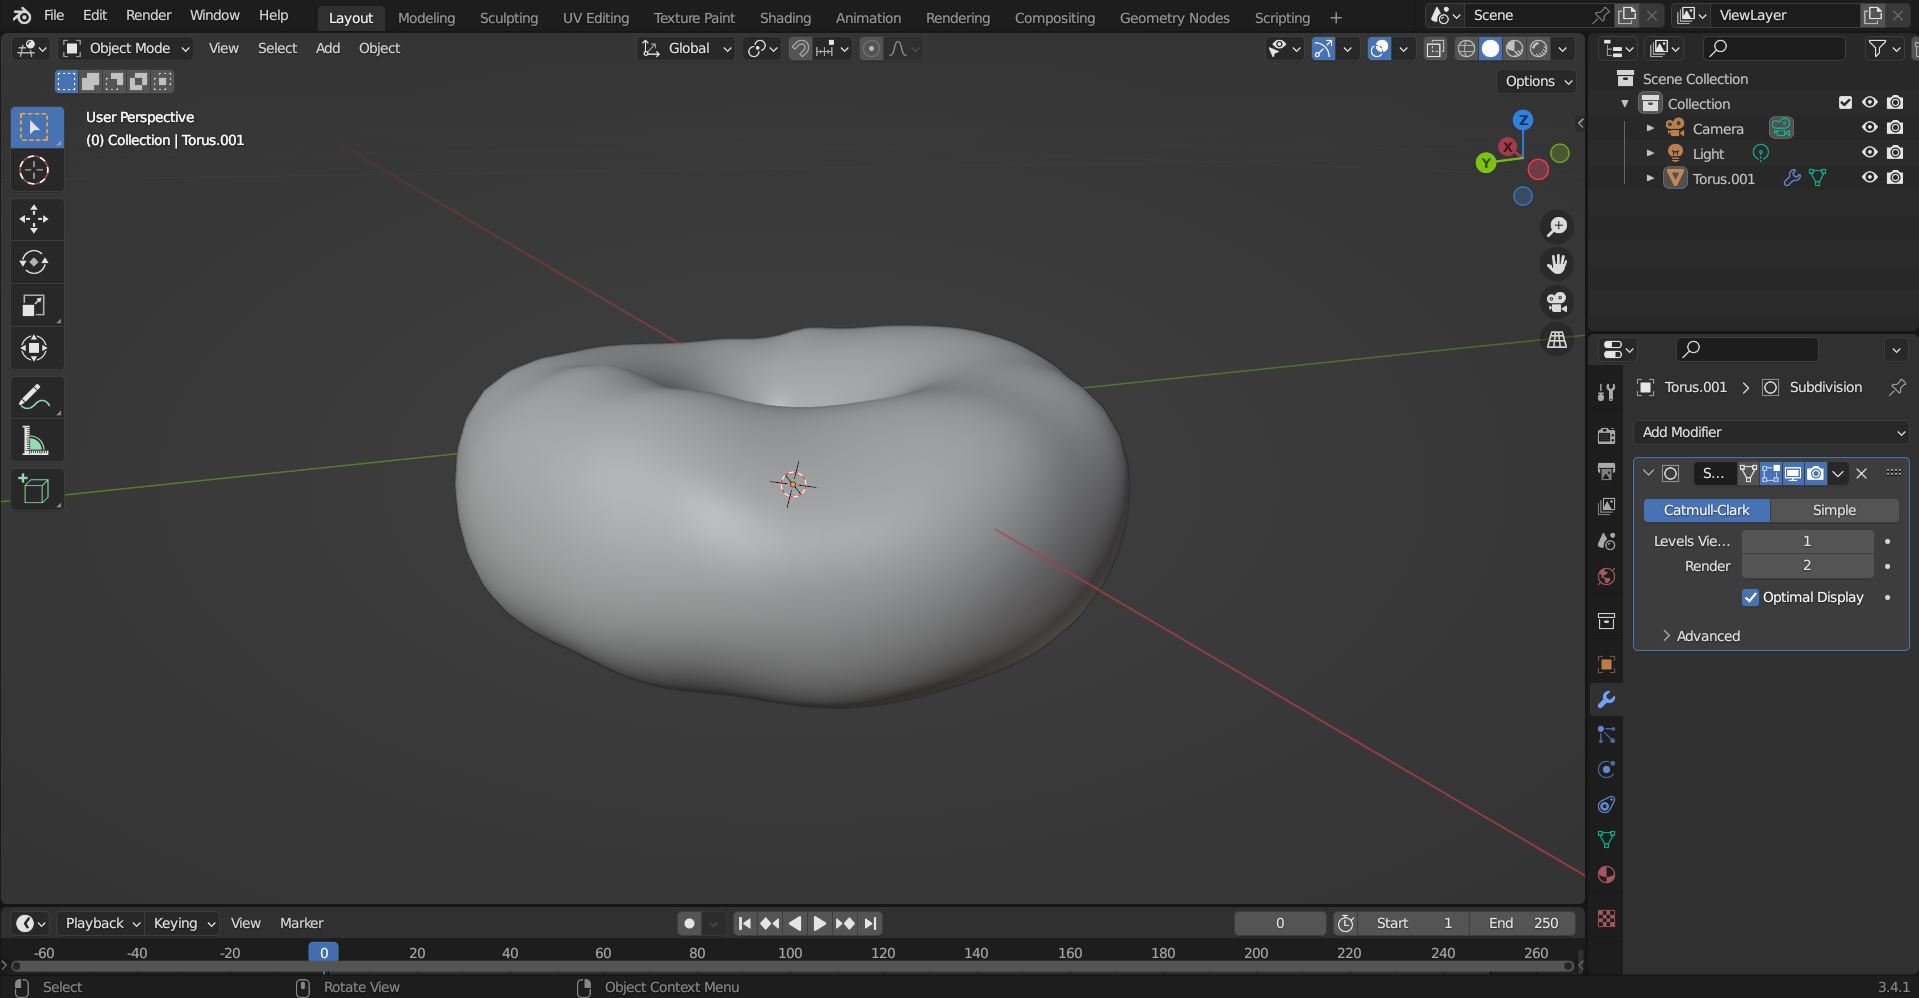 File Edit Render Window Help Layout Modeling Sculpting UV Editing Texture Paint Shading Animation Rendering Compositing Geometry Nodes Scripting + Scene ViewLayer
Object Mode View Select Add Object Global
Options
User Perspective
(0) Collection | Torus.001
Z
X
Y
Scene Collection
Collection
Camera
Light
Torus.001
Torus.001 > Subdivision
Add Modifier
S...
Catmull-Clark Simple
Levels Vie... 1
Render 2
Optimal Display
Advanced
Playback Keying View Marker 0 Start 1 End 250
-60 -40 -20 0 20 40 60 80 100 120 140 160 180 200 220 240 260
Select Rotate View Object Context Menu 3.4.1